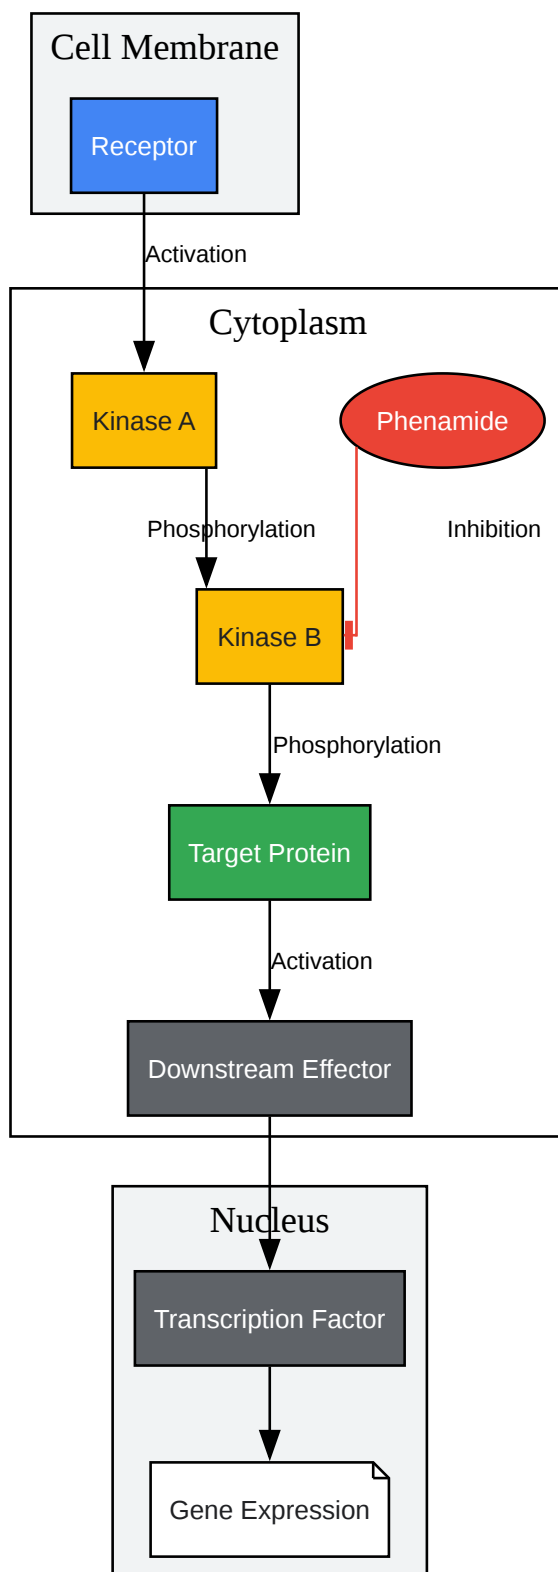 Cell Membrane
Receptor
Activation
Cytoplasm
Kinase A
Phenamide
Phosphorylation
Inhibition
Kinase B
Phosphorylation
Target Protein
Activation
Downstream Effector
Nucleus
Transcription Factor
Gene Expression